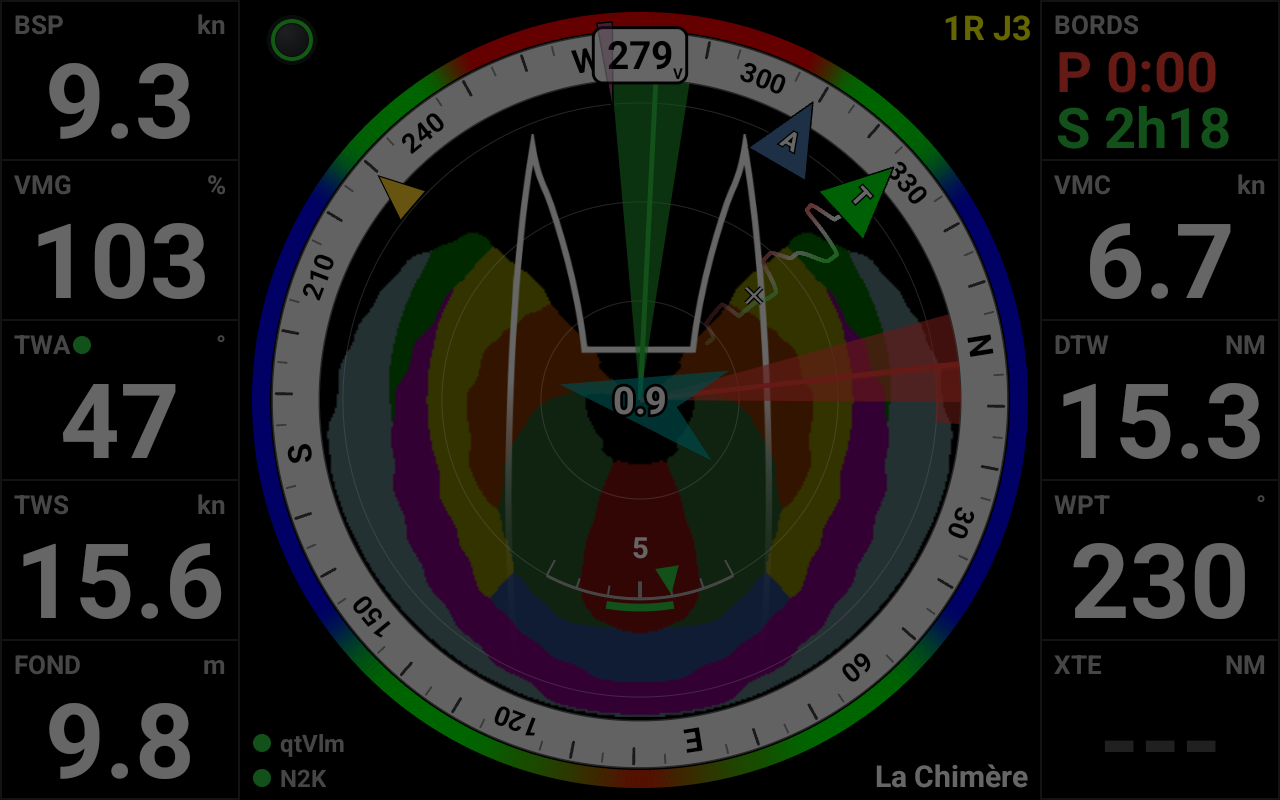 BSP kn
9.3
VMG %
103
TWA °
47
TWS kn
15.6
FOND m
9.8
1R J3
W 279 v 300
240 A
T 330
210
N
0.9
S
30
5
150
60
120
E
qtVlm
N2K
La Chimère
BORDS
P 0:00
S 2h18
VMC kn
6.7
DTW NM
15.3
WPT °
230
XTE NM
---